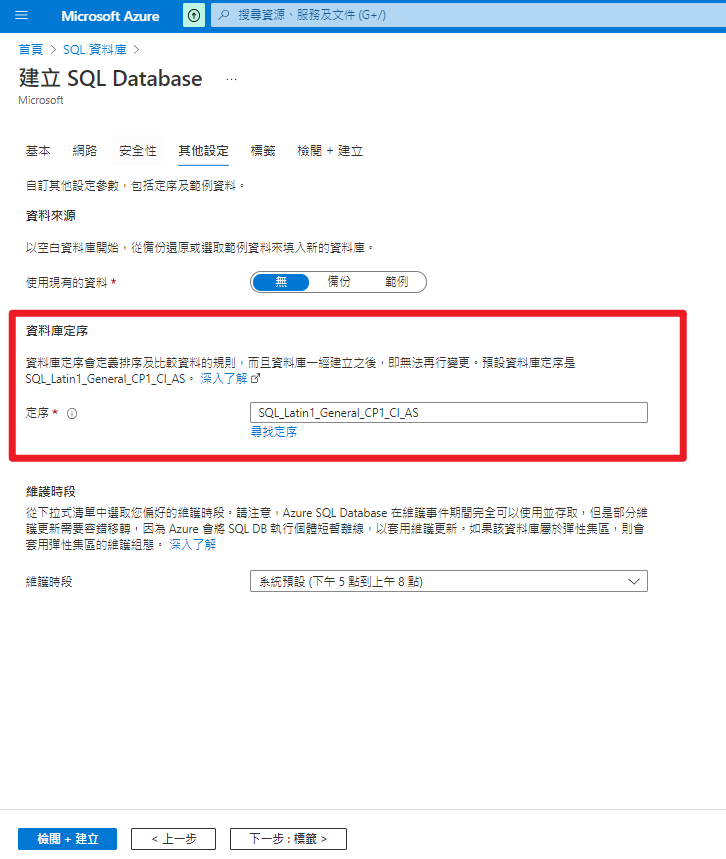 Microsoft Azure
搜尋資源、服務及文件 (G+/)
首頁 > SQL 資料庫 >
建立 SQL Database ...
Microsoft
基本 網路 安全性 其他設定 標籤 檢閱 + 建立
自訂其他設定參數，包括定序及範例資料。
資料來源
以空白資料庫開始，從備份還原或選取範例資料來填入新的資料庫。
使用現有的資料 * 無 備份 範例
資料庫定序
資料庫定序會定義排序及比較資料的規則，而且資料庫一經建立之後，即無法再行變更。預設資料庫定序是
SQL_Latin1_General_CP1_CI_AS。 深入了解
定序 * SQL_Latin1_General_CP1_CI_AS
尋找定序
維護時段
從下拉式清單中選取您偏好的維護時段。請注意，Azure SQL Database 在維護事件期間完全可以使用並存取，但是部分維
護更新需要容錯移轉，因為 Azure 會將 SQL DB 執行個體短暫離線，以套用維護更新。如果該資料庫屬於彈性集區，則會
套用彈性集區的維護組態。 深入了解
維護時段 系統預設 (下午 5 點到上午 8 點)
檢閱 + 建立 < 上一步 下一步 : 標籤 >